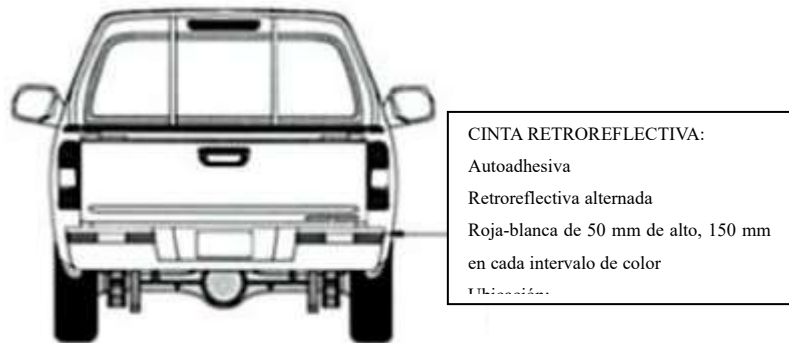 CINTA RETROREFLECTIVA:
Autoadhesiva
Retroreflectiva alternada
Roja-blanca de 50 mm de alto, 150 mm
en cada intervalo de color